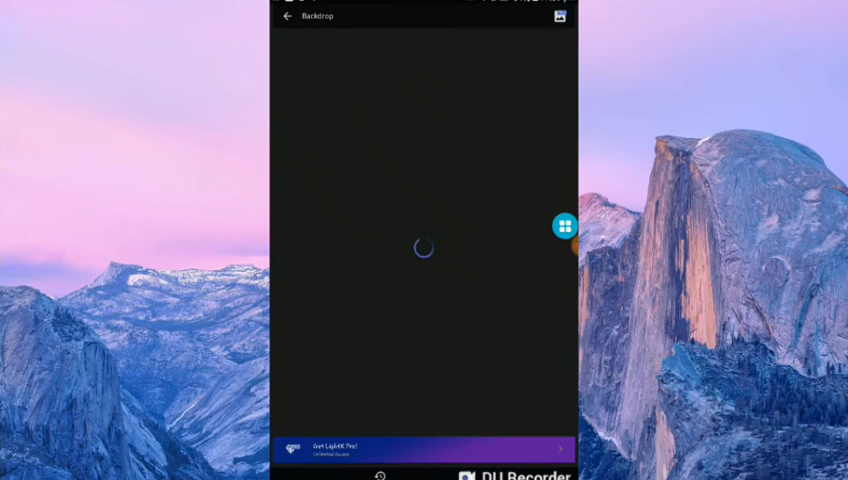 Backdrop
Get LightX Pro!
Unlimited Access
DU Recorder